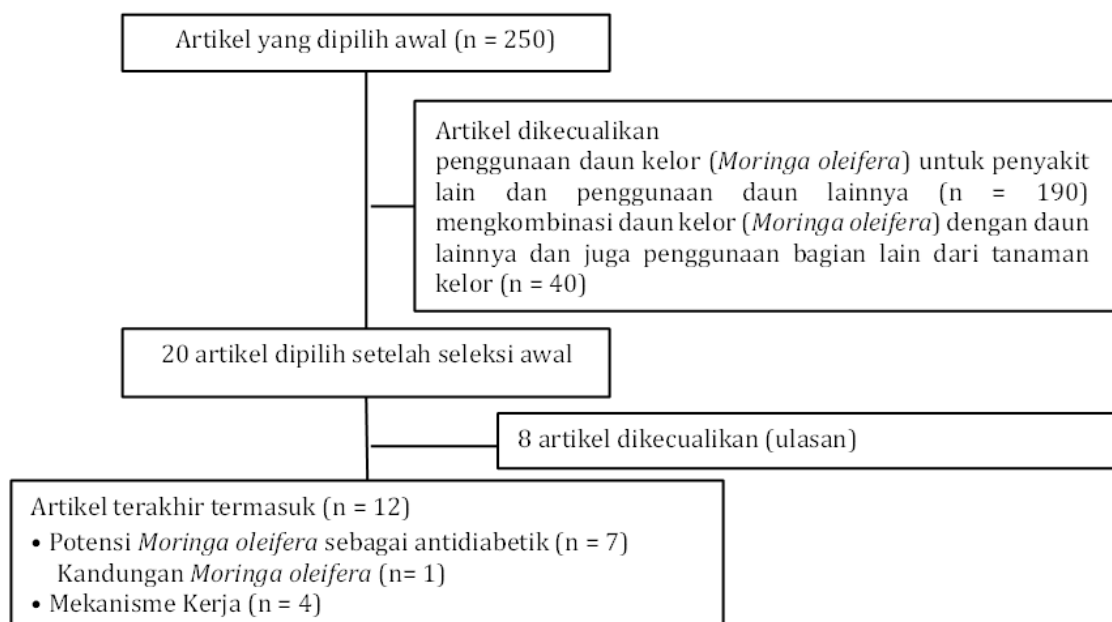 Artikel yang dipilih awal (n = 250)
Artikel dikecualikan
penggunaan daun kelor (Moringa oleifera) untuk penyakit
lain dan penggunaan daun lainnya (n = 190)
mengkombinasi daun kelor (Moringa oleifera) dengan daun
lainnya dan juga penggunaan bagian lain dari tanaman
kelor (n = 40)
20 artikel dipilih setelah seleksi awal
8 artikel dikecualikan (ulasan)
Artikel terakhir termasuk (n = 12)
• Potensi Moringa oleifera sebagai antidiabetik (n = 7)
Kandungan Moringa oleifera (n= 1)
• Mekanisme Kerja (n = 4)